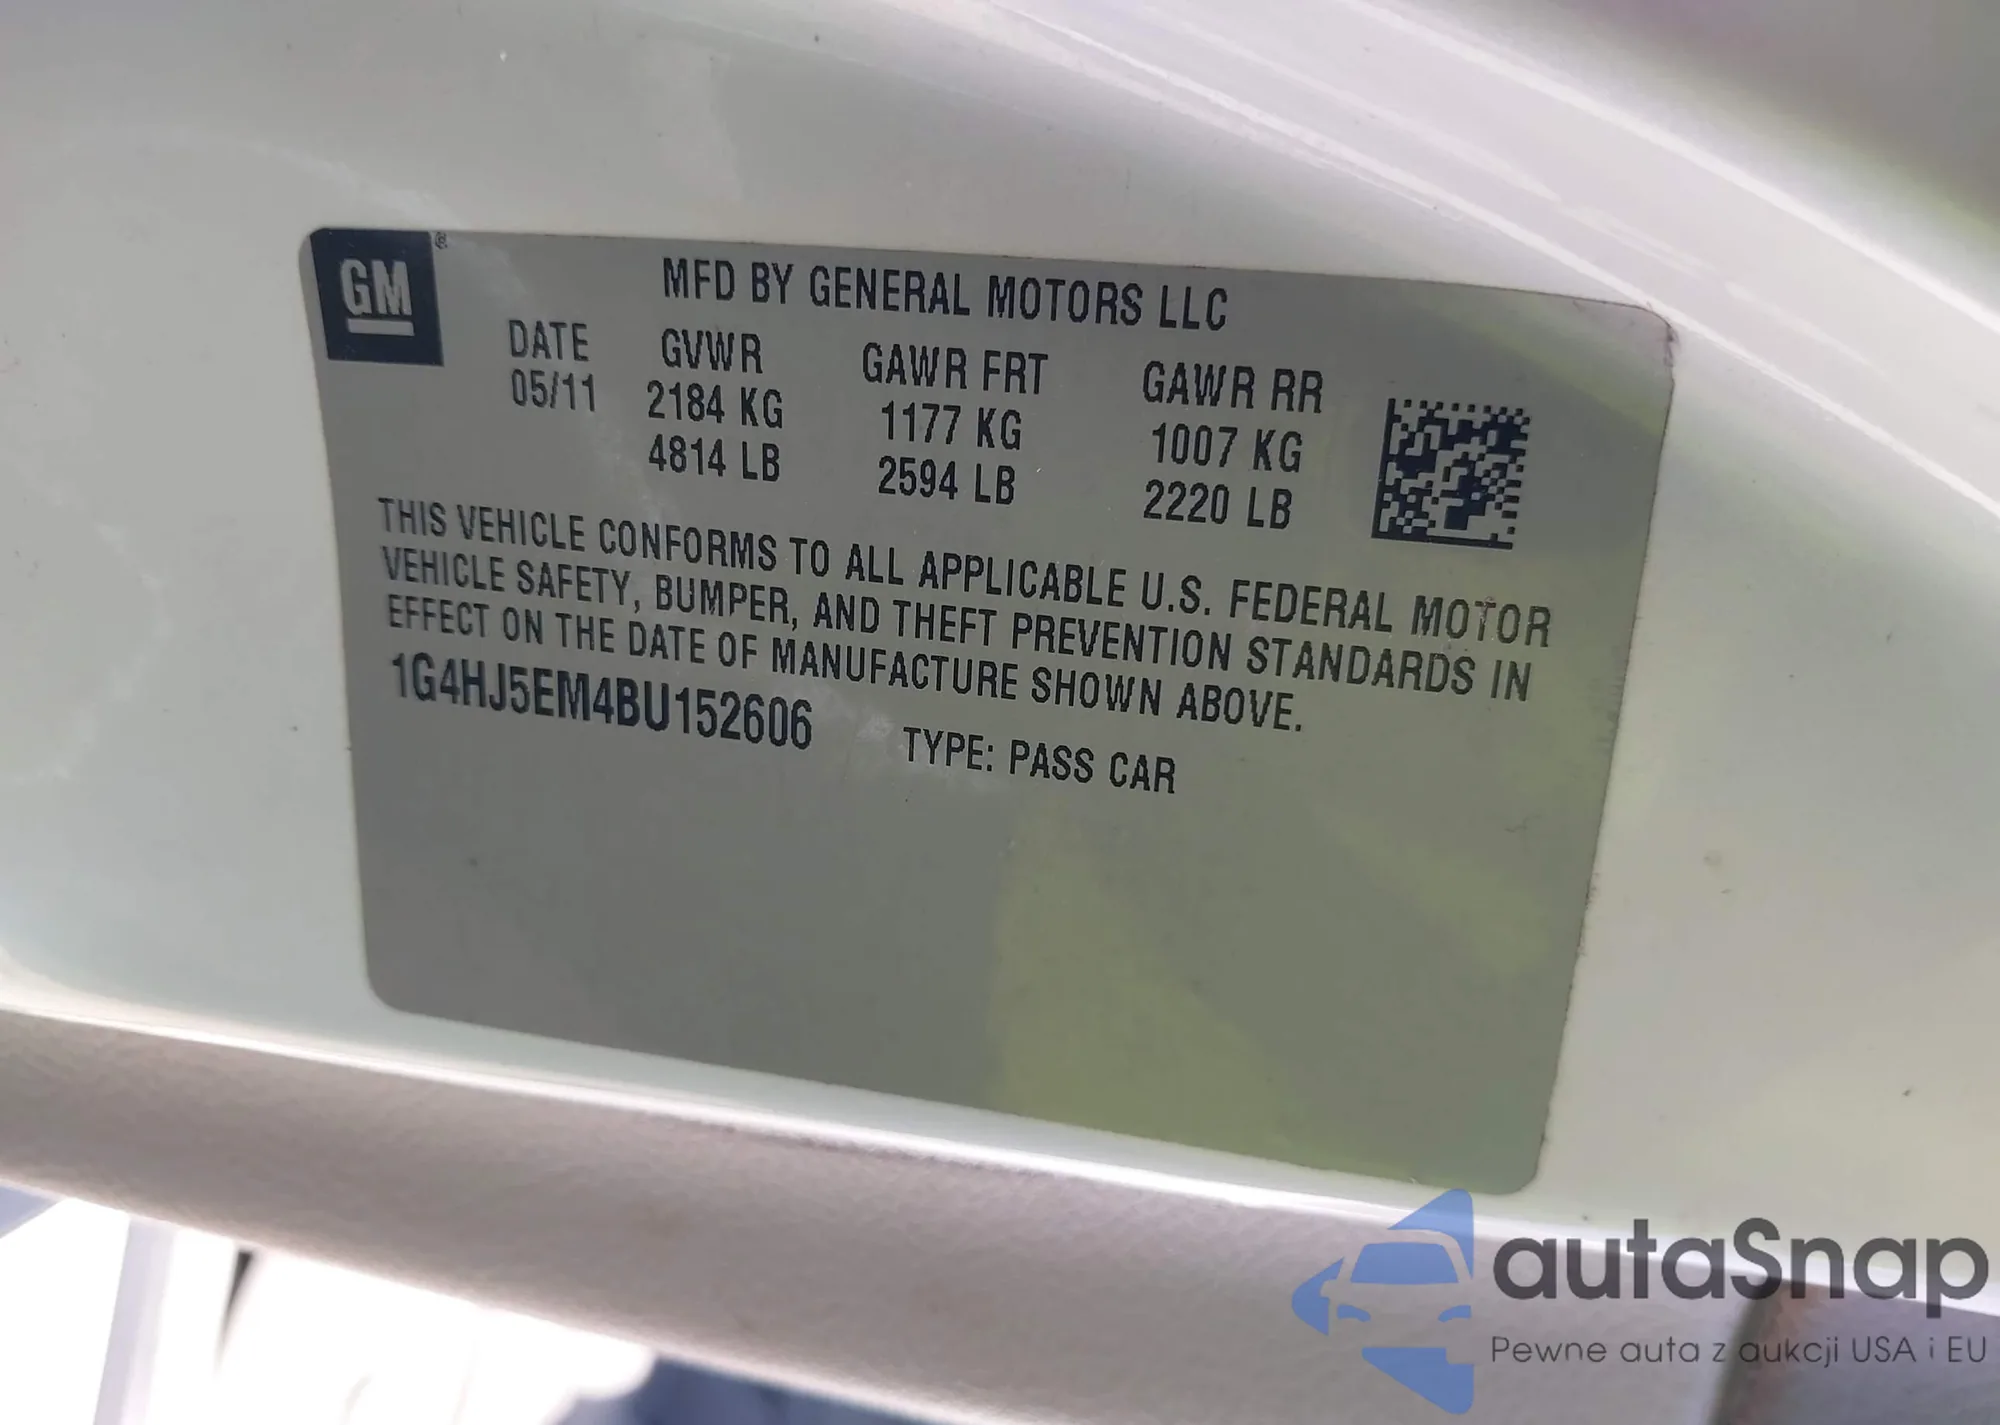 GM ®
MFD BY GENERAL MOTORS LLC
DATE GVWR GAWR FRT GAWR RR
05/11 2184 KG 1177 KG 1007 KG
4814 LB 2594 LB 2220 LB
THIS VEHICLE CONFORMS TO ALL APPLICABLE U.S. FEDERAL MOTOR
VEHICLE SAFETY, BUMPER, AND THEFT PREVENTION STANDARDS IN
EFFECT ON THE DATE OF MANUFACTURE SHOWN ABOVE.
1G4HJ5EM4BU152606 TYPE: PASS CAR
autaSnap
Pewne auta z aukcji USA i EU